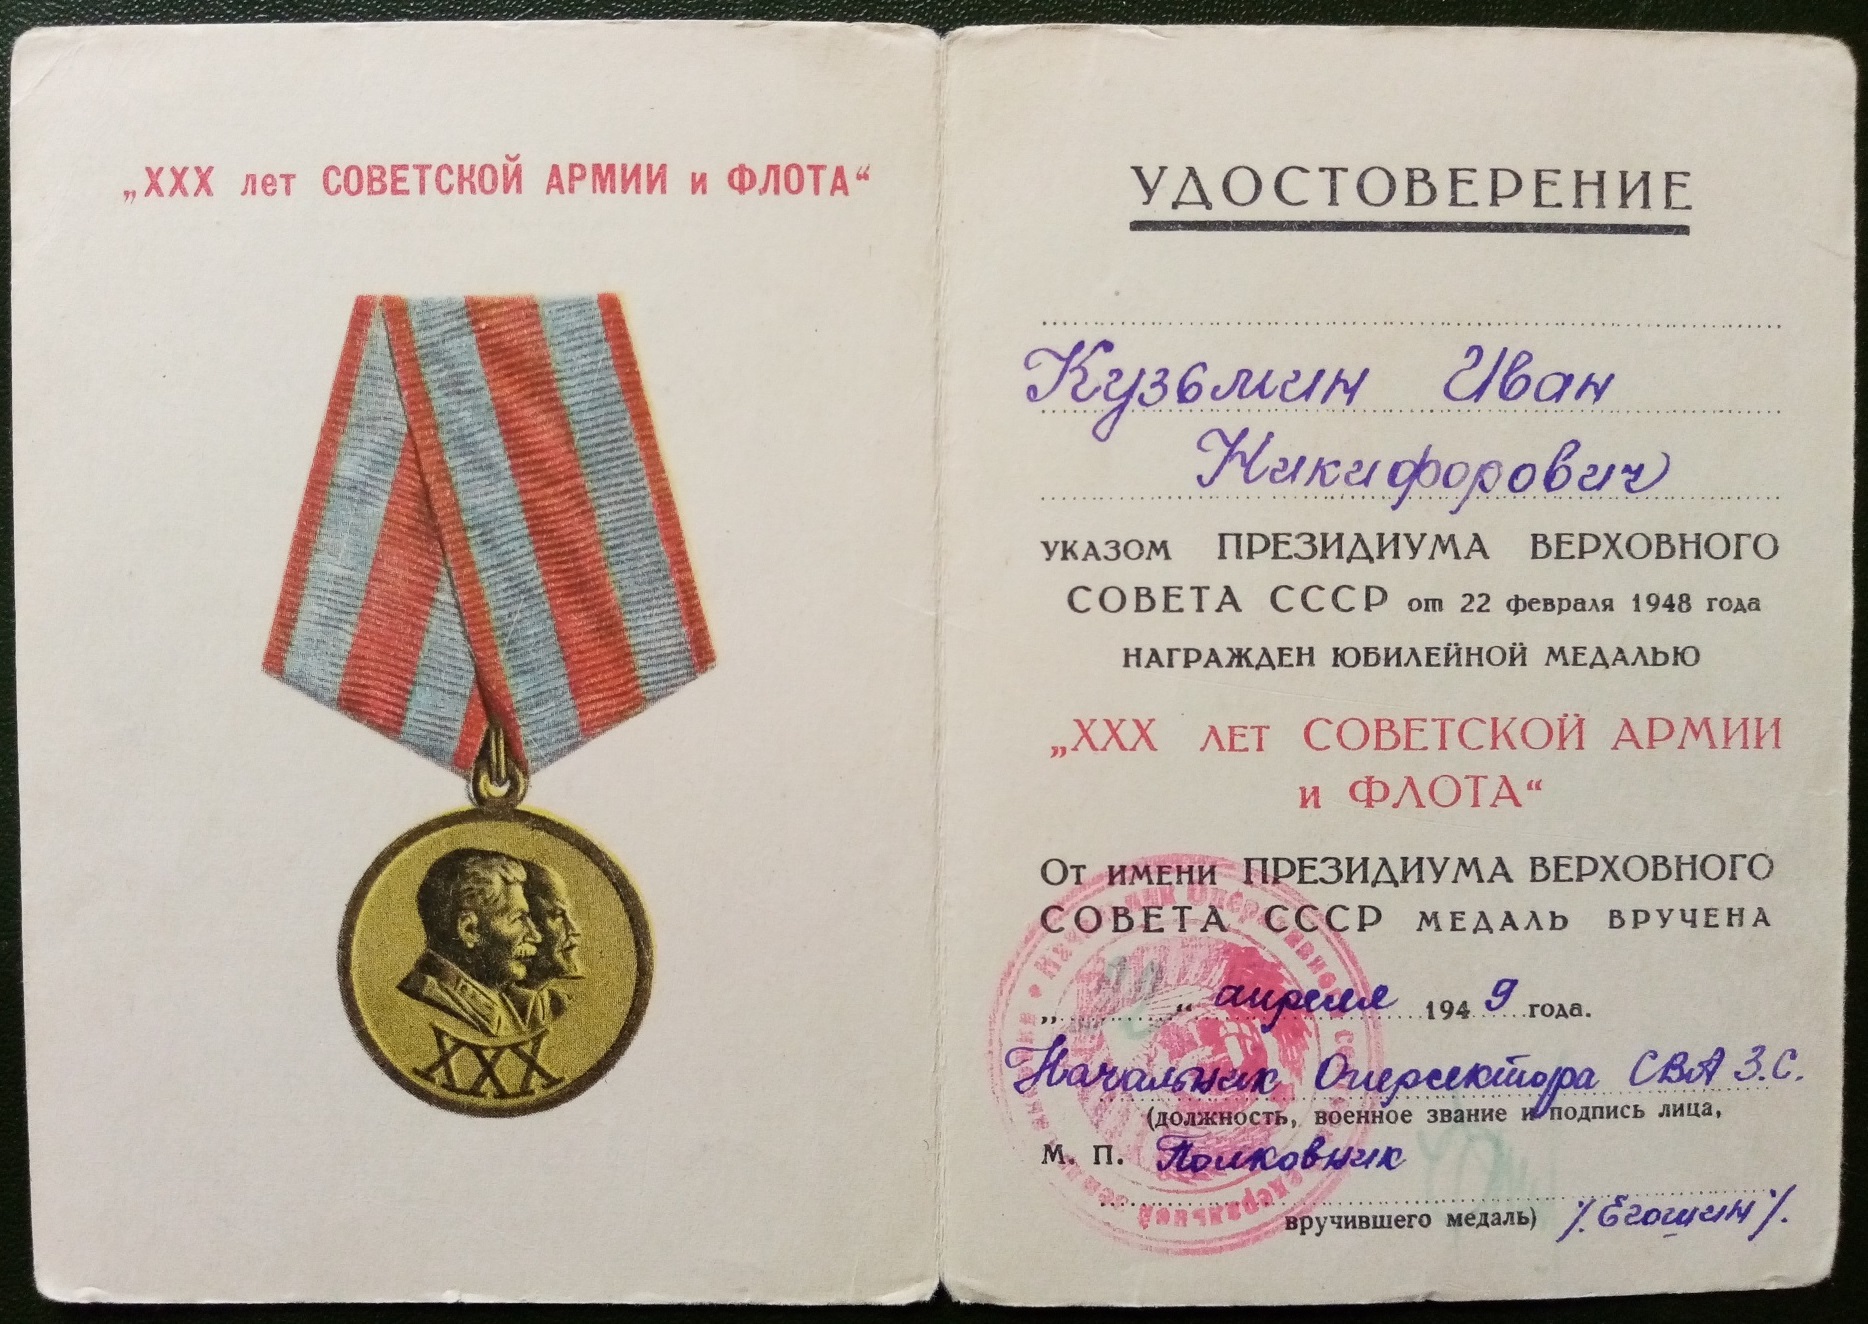 „XXX лет СОВЕТСКОЙ АРМИИ и ФЛОТА“
XXX
УДОСТОВЕРЕНИЕ
Кузьмин Иван
Никифорович
указом ПРЕЗИДИУМА ВЕРХОВНОГО
СОВЕТА СССР от 22 февраля 1948 года
НАГРАЖДЕН ЮБИЛЕЙНОЙ МЕДАЛЬЮ
„XXX ЛЕТ СОВЕТСКОЙ АРМИИ
и ФЛОТА“
От имени ПРЕЗИДИУМА ВЕРХОВНОГО
СОВЕТА СССР МЕДАЛЬ ВРУЧЕНА
„ “ апреля 1949 года.
Начальник Оперсектора СВА З.С.
(должность, военное звание и подпись лица,
М. П. Полковник
вручившего медаль) /Егошин/.